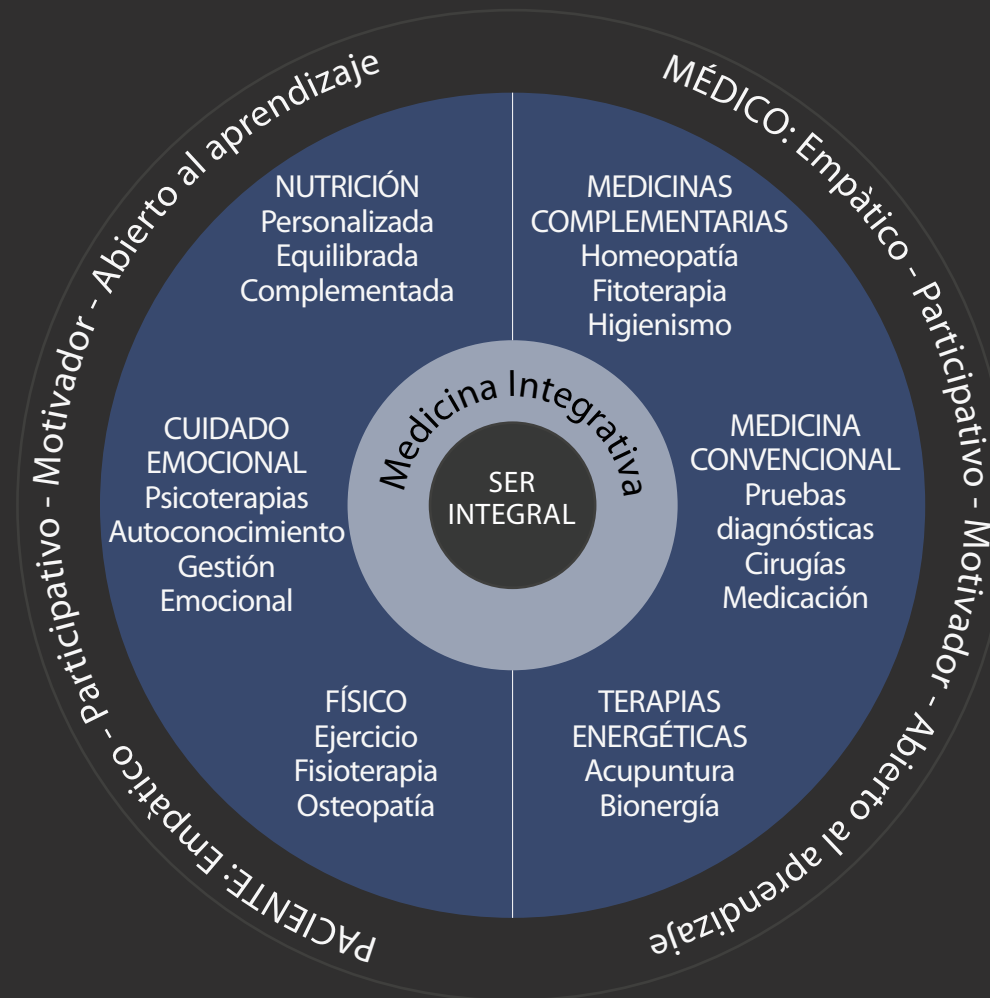 PACIENTE: Empàtico - Participativo - Motivador - Abierto al aprendizaje
MÉDICO: Empàtico - Participativo - Motivador - Abierto al aprendizaje
NUTRICIÓN
Personalizada
Equilibrada
Complementada
MEDICINAS
COMPLEMENTARIAS
Homeopatía
Fitoterapia
Higienismo
CUIDADO
EMOCIONAL
Psicoterapias
Autoconocimiento
Gestión
Emocional
Medicina Integrativa
SER
INTEGRAL
MEDICINA
CONVENCIONAL
Pruebas
diagnósticas
Cirugías
Medicación
FÍSICO
Ejercicio
Fisioterapia
Osteopatía
TERAPIAS
ENERGÉTICAS
Acupuntura
Bionergía